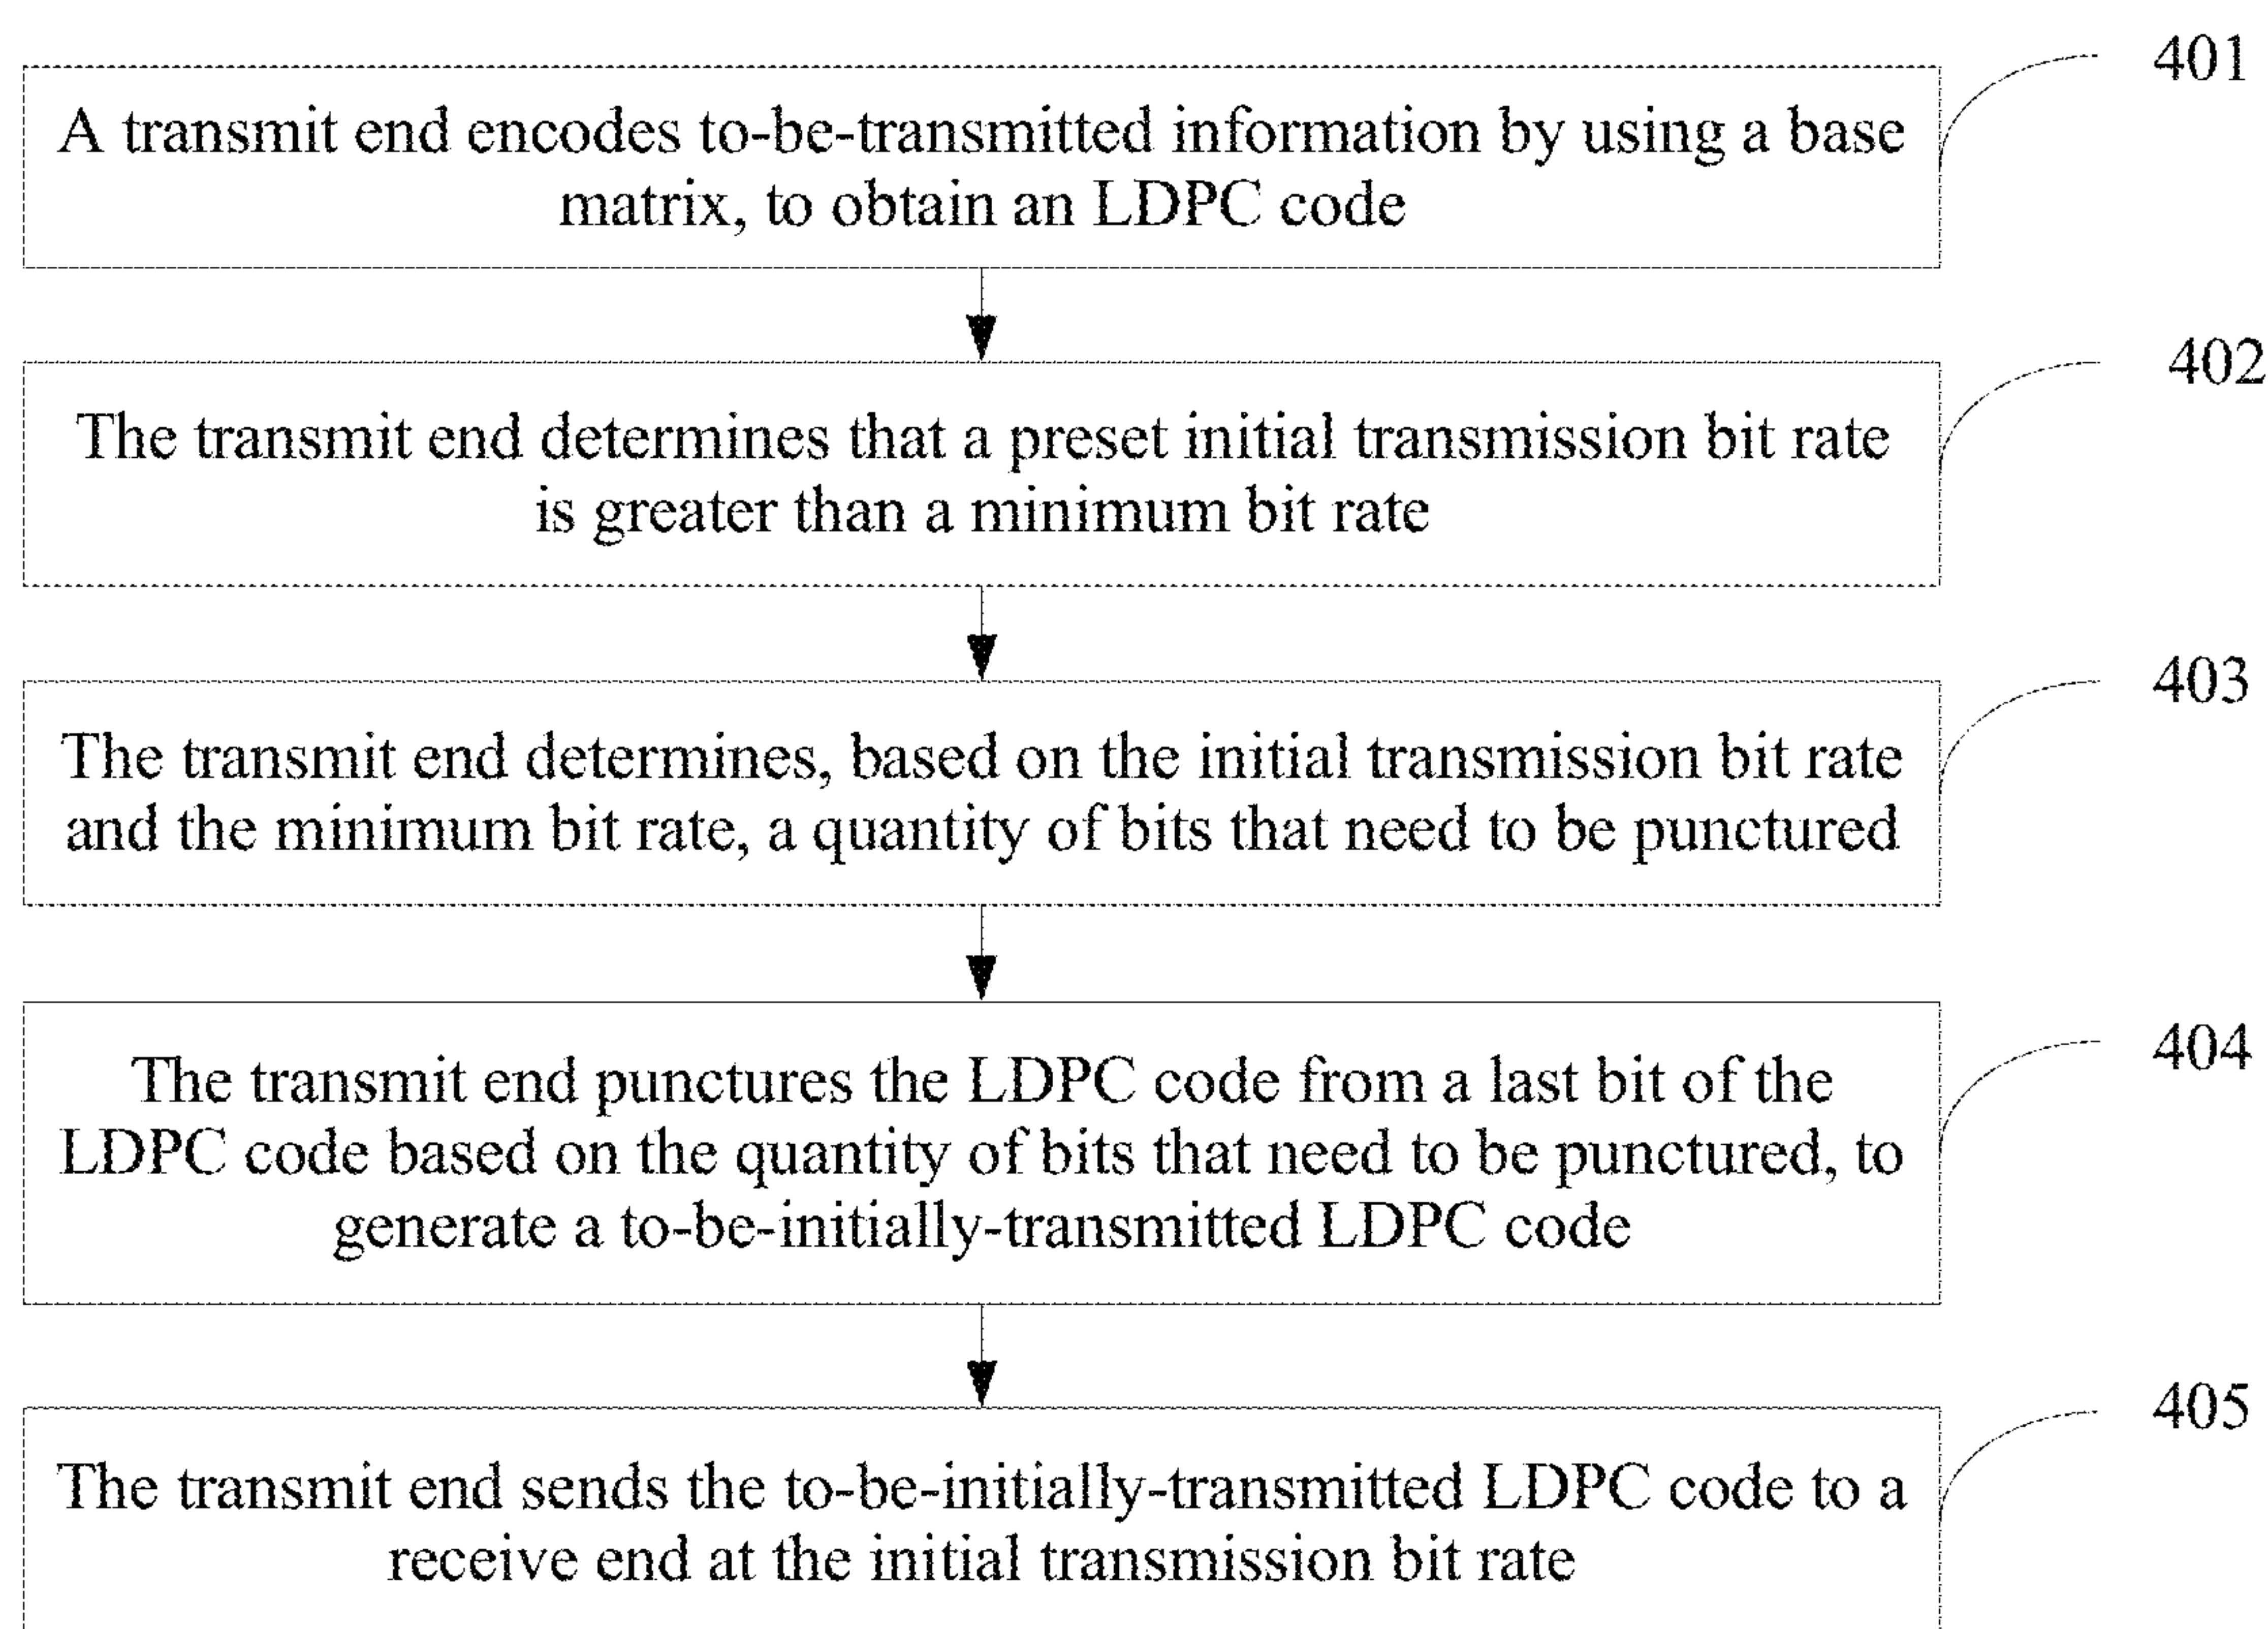 401
A transmit end encodes to-be-transmitted information by using a base
matrix, to obtain an LDPC code
402
The transmit end determines that a preset initial transmission bit rate
is greater than a minimum bit rate
403
The transmit end determines, based on the initial transmission bit rate
and the minimum bit rate, a quantity of bits that need to be punctured
404
The transmit end punctures the LDPC code from a last bit of the
LDPC code based on the quantity of bits that need to be punctured, to
generate a to-be-initially-transmitted LDPC code
405
The transmit end sends the to-be-initially-transmitted LDPC code to a
receive end at the initial transmission bit rate